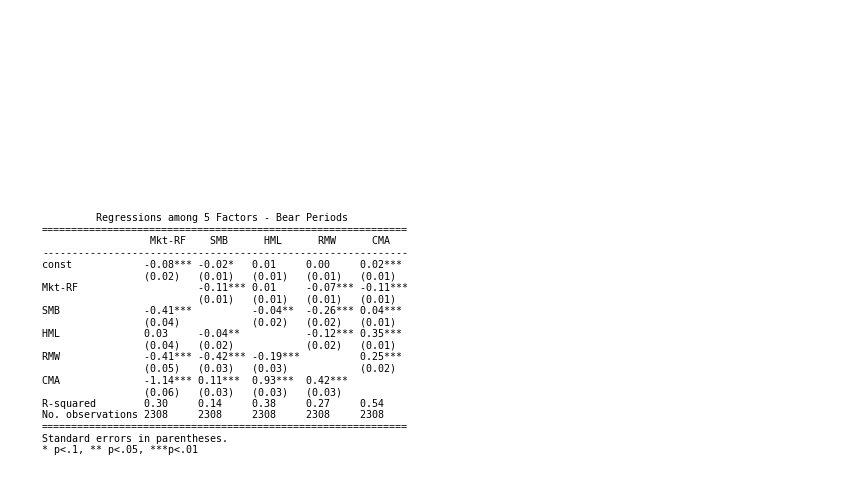 Regressions among 5 Factors - Bear Periods
=============================================================
                  Mkt-RF    SMB      HML      RMW      CMA
-------------------------------------------------------------
const            -0.08*** -0.02*   0.01     0.00     0.02***
                 (0.02)   (0.01)   (0.01)   (0.01)   (0.01)
Mkt-RF                    -0.11*** 0.01     -0.07*** -0.11***
                          (0.01)   (0.01)   (0.01)   (0.01)
SMB              -0.41***          -0.04**  -0.26*** 0.04***
                 (0.04)            (0.02)   (0.02)   (0.01)
HML              0.03     -0.04**           -0.12*** 0.35***
                 (0.04)   (0.02)            (0.02)   (0.01)
RMW              -0.41*** -0.42*** -0.19***          0.25***
                 (0.05)   (0.03)   (0.03)            (0.02)
CMA              -1.14*** 0.11***  0.93***  0.42***
                 (0.06)   (0.03)   (0.03)   (0.03)
R-squared        0.30     0.14     0.38     0.27     0.54
No. observations 2308     2308     2308     2308     2308
=============================================================
Standard errors in parentheses.
* p<.1, ** p<.05, ***p<.01